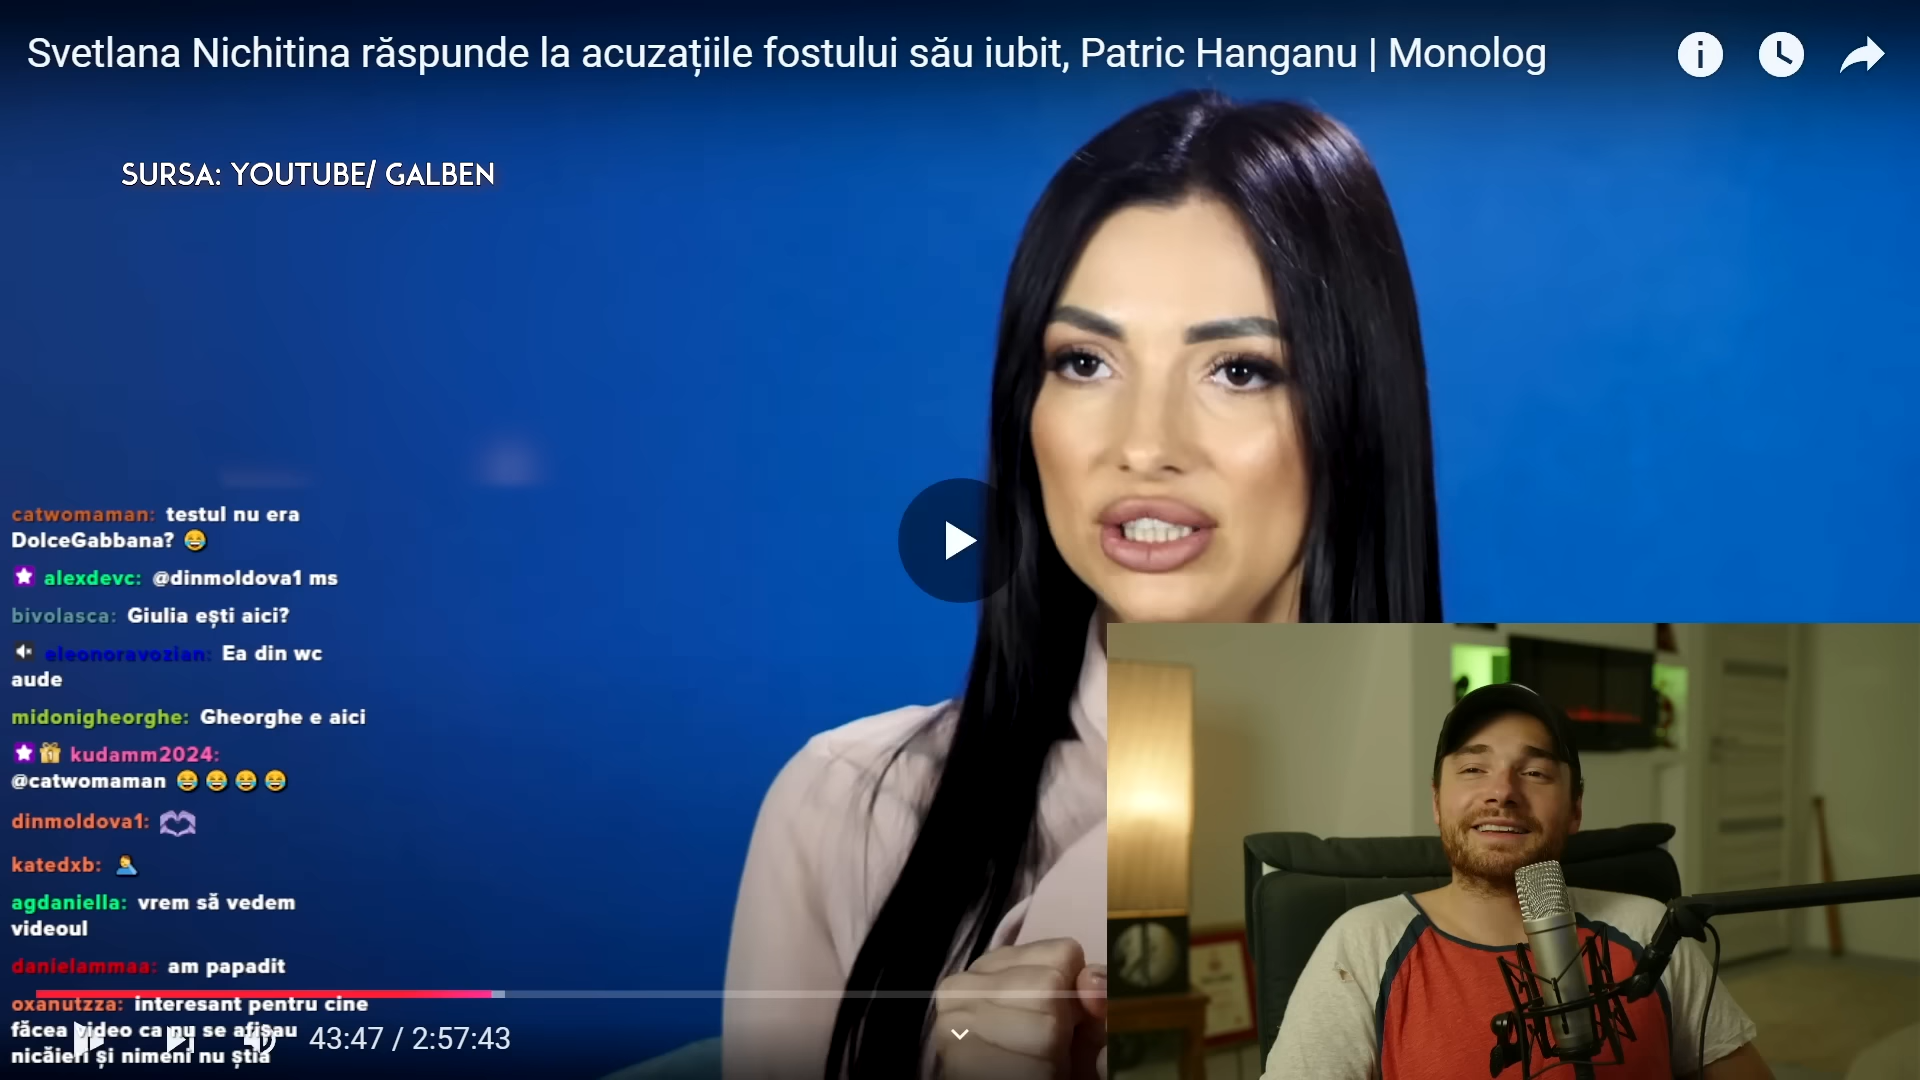 Svetlana Nichitina răspunde la acuzațiile fostului său iubit, Patric Hanganu | Monolog
SURSA: YOUTUBE/ GALBEN
catwomaman: testul nu era
DolceGabbana? 😂
alexdevc: @dinmoldova1 ms
bivolasca: Giulia ești aici?
eleonoravozian: Ea din wc
aude
midonigheorghe: Gheorghe e aici
kudamm2024:
@catwomaman 😂 😂 😂 😂
dinmoldova1:
katedxb:
agdaniella: vrem să vedem
videoul
danielammaa: am papadit
oxanutzza: interesant pentru cine
făcea video ca nu se afișau
nicăieri și nimeni nu știa
43:47 / 2:57:43